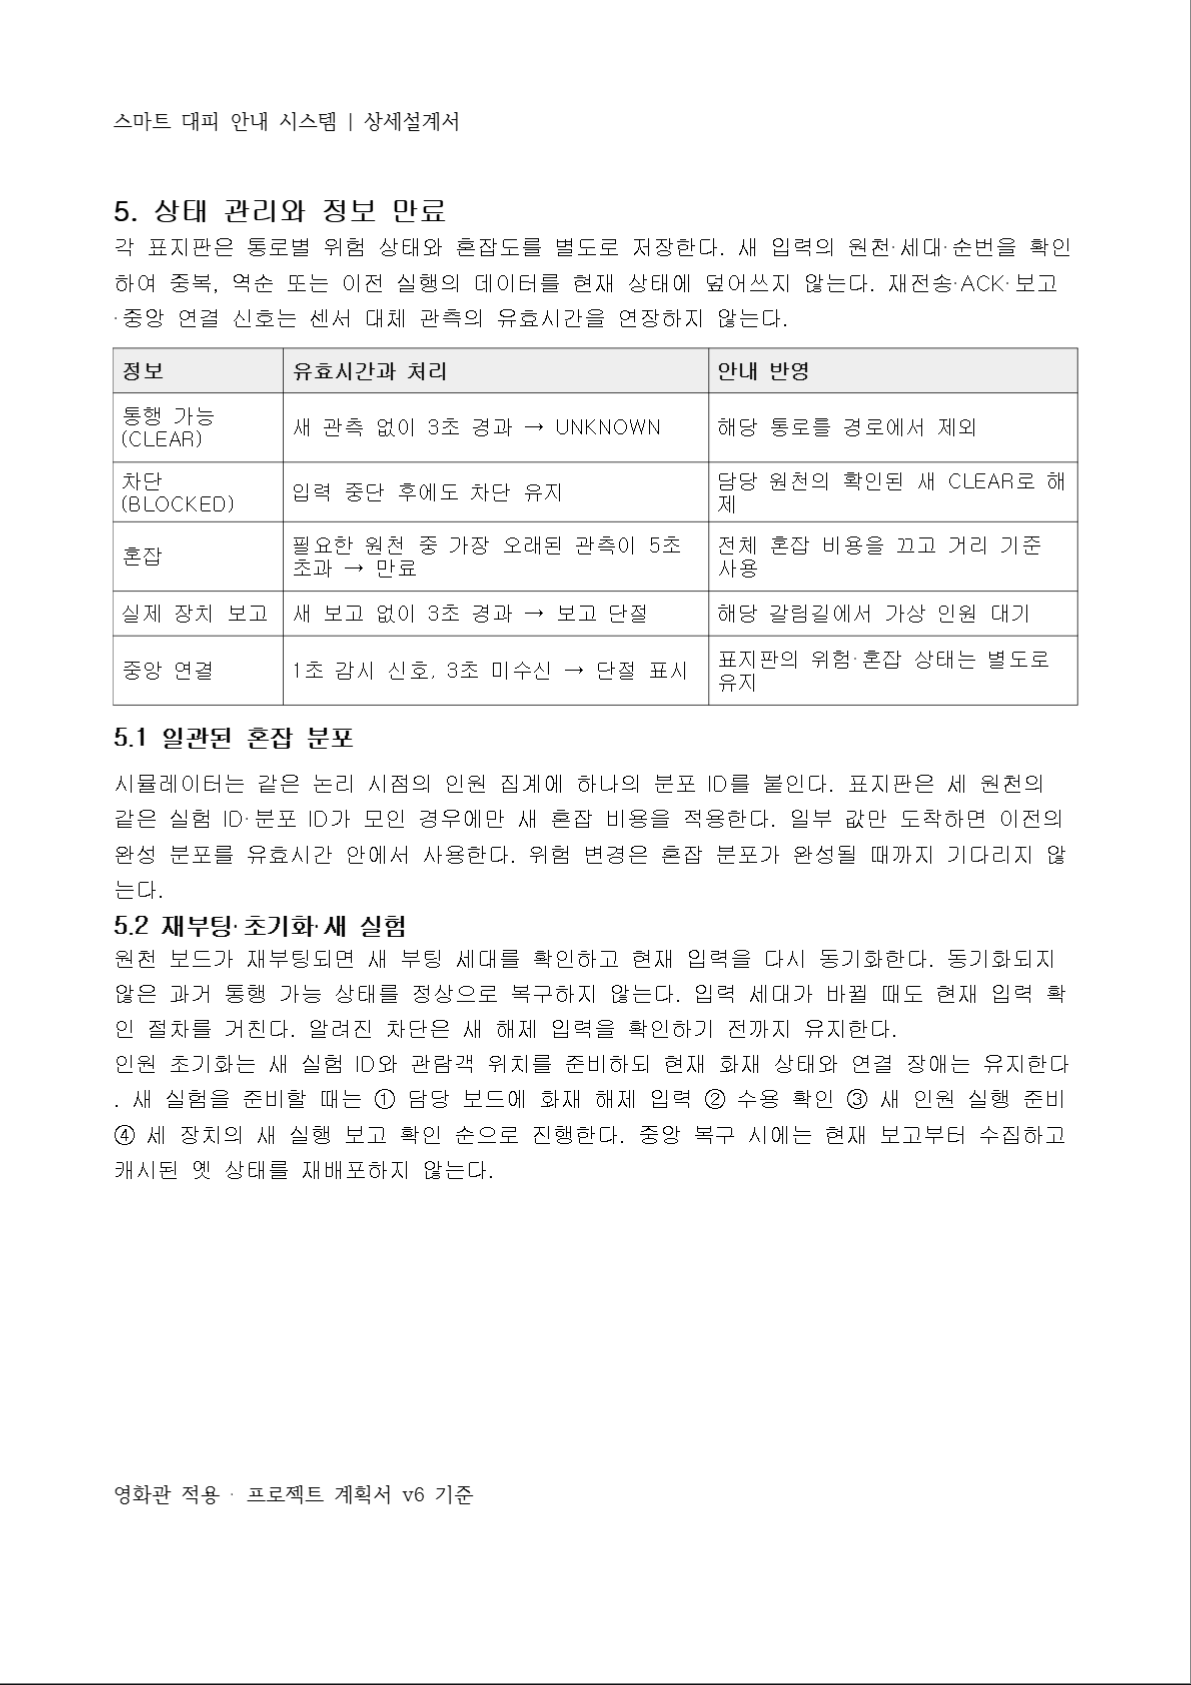 스마트 대피 안내 시스템 | 상세설계서
5. 상태 관리와 정보 만료
각 표지판은 통로별 위험 상태와 혼잡도를 별도로 저장한다. 새 입력의 원천·세대·순번을 확인
하여 중복, 역순 또는 이전 실행의 데이터를 현재 상태에 덮어쓰지 않는다. 재전송·ACK·보고
·중앙 연결 신호는 센서 대체 관측의 유효시간을 연장하지 않는다.
정보 유효시간과 처리 안내 반영
통행 가능
(CLEAR) 새 관측 없이 3초 경과 → UNKNOWN 해당 통로를 경로에서 제외
차단
(BLOCKED) 입력 중단 후에도 차단 유지 담당 원천의 확인된 새 CLEAR로 해
제
혼잡 필요한 원천 중 가장 오래된 관측이 5초
초과 → 만료 전체 혼잡 비용을 끄고 거리 기준
사용
실제 장치 보고 새 보고 없이 3초 경과 → 보고 단절 해당 갈림길에서 가상 인원 대기
중앙 연결 1초 감시 신호, 3초 미수신 → 단절 표시 표지판의 위험·혼잡 상태는 별도로
유지
5.1 일관된 혼잡 분포
시뮬레이터는 같은 논리 시점의 인원 집계에 하나의 분포 ID를 붙인다. 표지판은 세 원천의
같은 실험 ID·분포 ID가 모인 경우에만 새 혼잡 비용을 적용한다. 일부 값만 도착하면 이전의
완성 분포를 유효시간 안에서 사용한다. 위험 변경은 혼잡 분포가 완성될 때까지 기다리지 않
는다.
5.2 재부팅·초기화·새 실험
원천 보드가 재부팅되면 새 부팅 세대를 확인하고 현재 입력을 다시 동기화한다. 동기화되지
않은 과거 통행 가능 상태를 정상으로 복구하지 않는다. 입력 세대가 바뀔 때도 현재 입력 확
인 절차를 거친다. 알려진 차단은 새 해제 입력을 확인하기 전까지 유지한다.
인원 초기화는 새 실험 ID와 관람객 위치를 준비하되 현재 화재 상태와 연결 장애는 유지한다
. 새 실험을 준비할 때는 ① 담당 보드에 화재 해제 입력 ② 수용 확인 ③ 새 인원 실행 준비
④ 세 장치의 새 실행 보고 확인 순으로 진행한다. 중앙 복구 시에는 현재 보고부터 수집하고
캐시된 옛 상태를 재배포하지 않는다.
영화관 적용 · 프로젝트 계획서 v6 기준